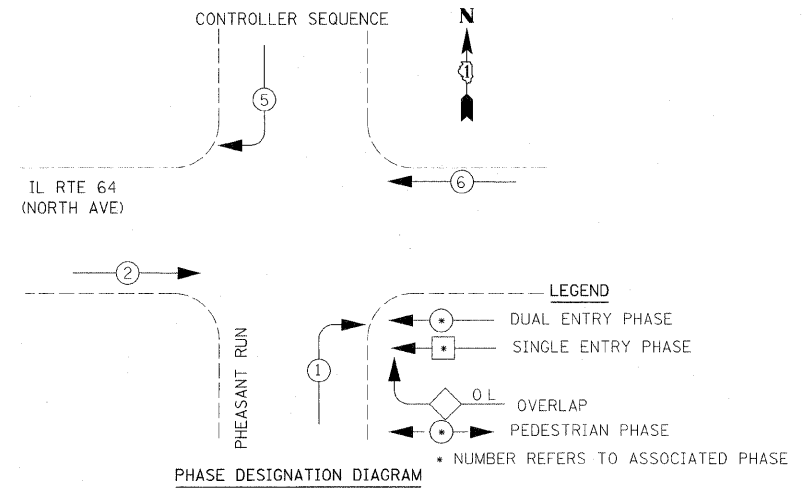 CONTROLLER SEQUENCE
N
1
5
IL RTE 64
(NORTH AVE)
6
2
LEGEND
* DUAL ENTRY PHASE
* SINGLE ENTRY PHASE
PHEASANT RUN
1
OL OVERLAP
* PEDESTRIAN PHASE
* NUMBER REFERS TO ASSOCIATED PHASE
PHASE DESIGNATION DIAGRAM